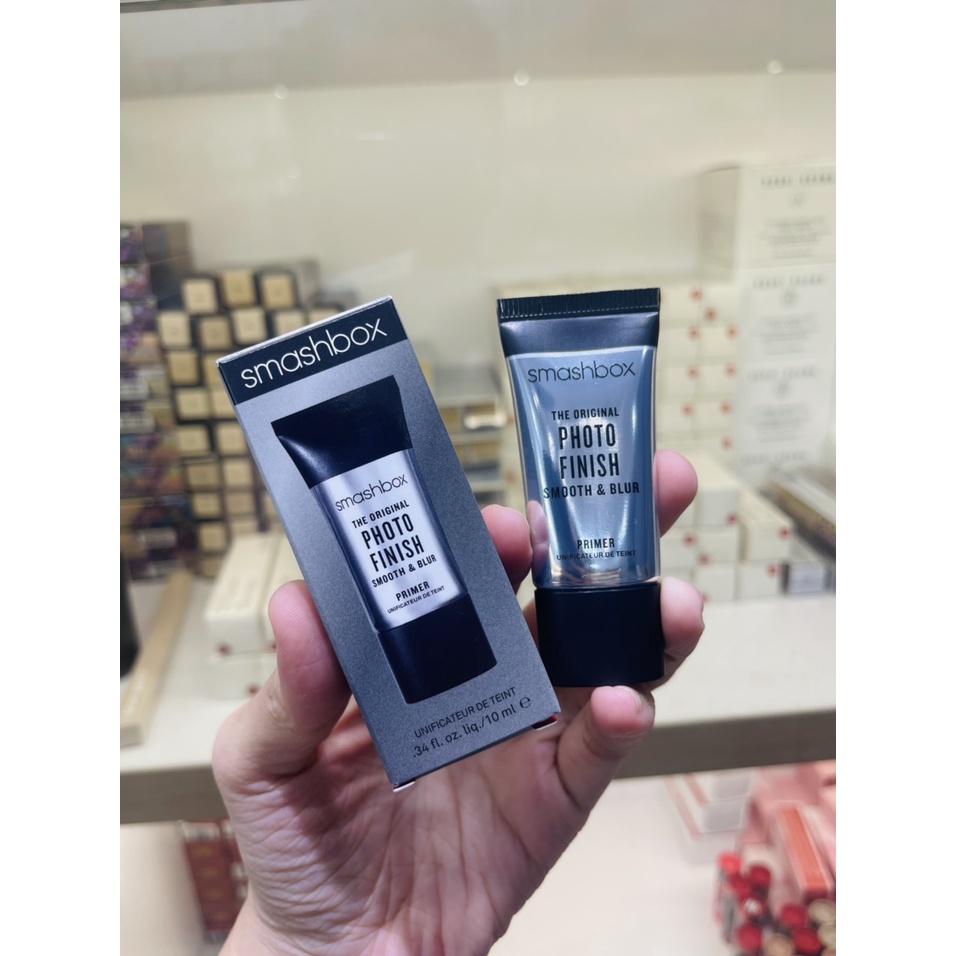 smashbox
smashbox
THE ORIGINAL
PHOTO
FINISH
SMOOTH & BLUR
PRIMER
UNIFICATEUR DE TEINT
UNIFICATEUR DE TEINT
.34 fl. oz. liq./10 ml ℮
smashbox
THE ORIGINAL
PHOTO
FINISH
SMOOTH & BLUR
PRIMER
UNIFICATEUR DE TEINT